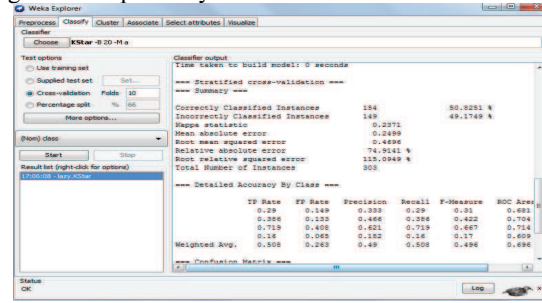 Weka Explorer
Preprocess Classify Cluster Associate Select attributes Visualize
Classifier
Choose KStar -B 20 -M a
Test options
Use training set
Supplied test set Set...
Cross-validation Folds 10
Percentage split % 66
More options...
(Nom) class
Start Stop
Result list (right-click for options)
17:06:08 - lazy.KStar
Classifier output
Time taken to build model: 0 seconds
=== Stratified cross-validation ===
=== Summary ===
Correctly Classified Instances 154 50.8251 %
Incorrectly Classified Instances 149 49.1749 %
Kappa statistic 0.2371
Mean absolute error 0.2499
Root mean squared error 0.4696
Relative absolute error 74.9141 %
Root relative squared error 115.0949 %
Total Number of Instances 303
=== Detailed Accuracy By Class ===
TP Rate FP Rate Precision Recall F-Measure ROC Area
0.29 0.149 0.333 0.29 0.31 0.681
0.386 0.133 0.466 0.386 0.422 0.704
0.719 0.408 0.621 0.719 0.667 0.714
0.16 0.065 0.182 0.16 0.17 0.609
Weighted Avg. 0.508 0.263 0.49 0.508 0.496 0.696
=== Confusion Matrix ===
Status
OK
Log